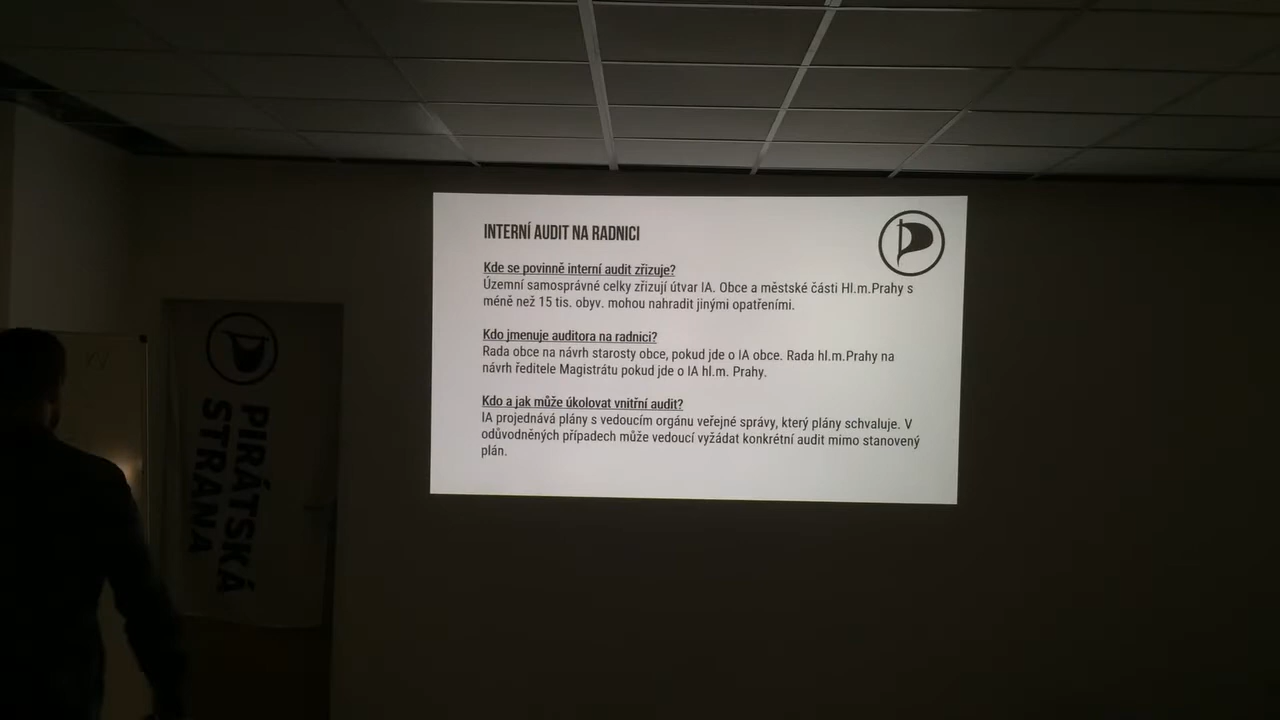 INTERNÍ AUDIT NA RADNICI
Kde se povinně interní audit zřizuje?
Územní samosprávné celky zřizují útvar IA. Obce a městské části Hl.m.Prahy s
méně než 15 tis. obyv. mohou nahradit jinými opatřeními.
Kdo jmenuje auditora na radnici?
Rada obce na návrh starosty obce, pokud jde o IA obce. Rada hl.m.Prahy na
návrh ředitele Magistrátu pokud jde o IA hl.m. Prahy.
Kdo a jak může úkolovat vnitřní audit?
IA projednává plány s vedoucím orgánu veřejné správy, který plány schvaluje. V
odůvodněných případech může vedoucí vyžádat konkrétní audit mimo stanovený
plán.
PIRÁTSKÁ
STRANA